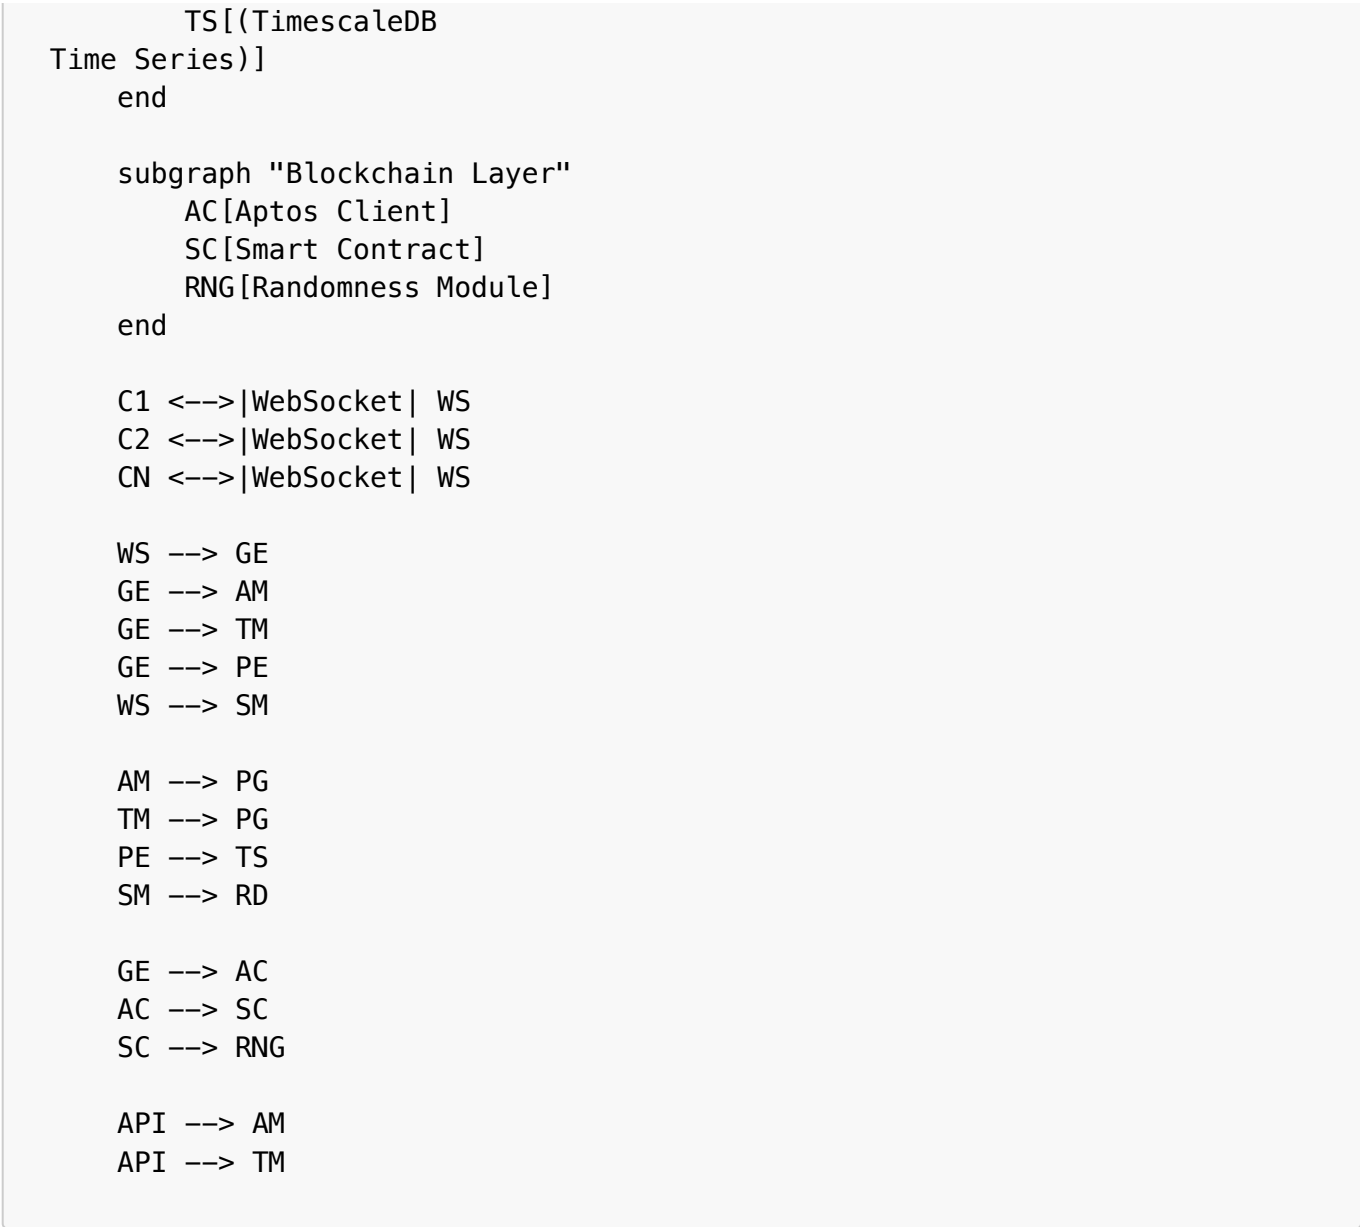 TS[(TimescaleDB
Time Series)]
    end

    subgraph "Blockchain Layer"
        AC[Aptos Client]
        SC[Smart Contract]
        RNG[Randomness Module]
    end

    C1 <-->|WebSocket| WS
    C2 <-->|WebSocket| WS
    CN <-->|WebSocket| WS

    WS --> GE
    GE --> AM
    GE --> TM
    GE --> PE
    WS --> SM

    AM --> PG
    TM --> PG
    PE --> TS
    SM --> RD

    GE --> AC
    AC --> SC
    SC --> RNG

    API --> AM
    API --> TM